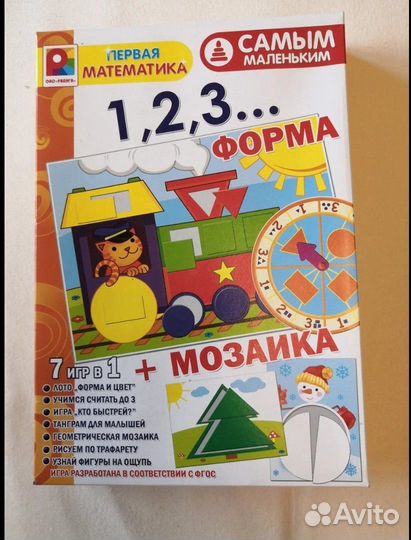 ОАО «РАДУГА»
ПЕРВАЯ
МАТЕМАТИКА
САМЫМ
МАЛЕНЬКИМ
1,2,3...
ФОРМА
+ МОЗАИКА
7 ИГР В 1
ЛОТО „ФОРМА И ЦВЕТ"
УЧИМСЯ СЧИТАТЬ ДО 3
ИГРА „КТО БЫСТРЕЙ?"
ТАНГРАМ ДЛЯ МАЛЫШЕЙ
ГЕОМЕТРИЧЕСКАЯ МОЗАИКА
РИСУЕМ ПО ТРАФАРЕТУ
УЗНАЙ ФИГУРЫ НА ОЩУПЬ
ИГРА РАЗРАБОТАНА В СООТВЕТСТВИИ С ФГОС
Avito